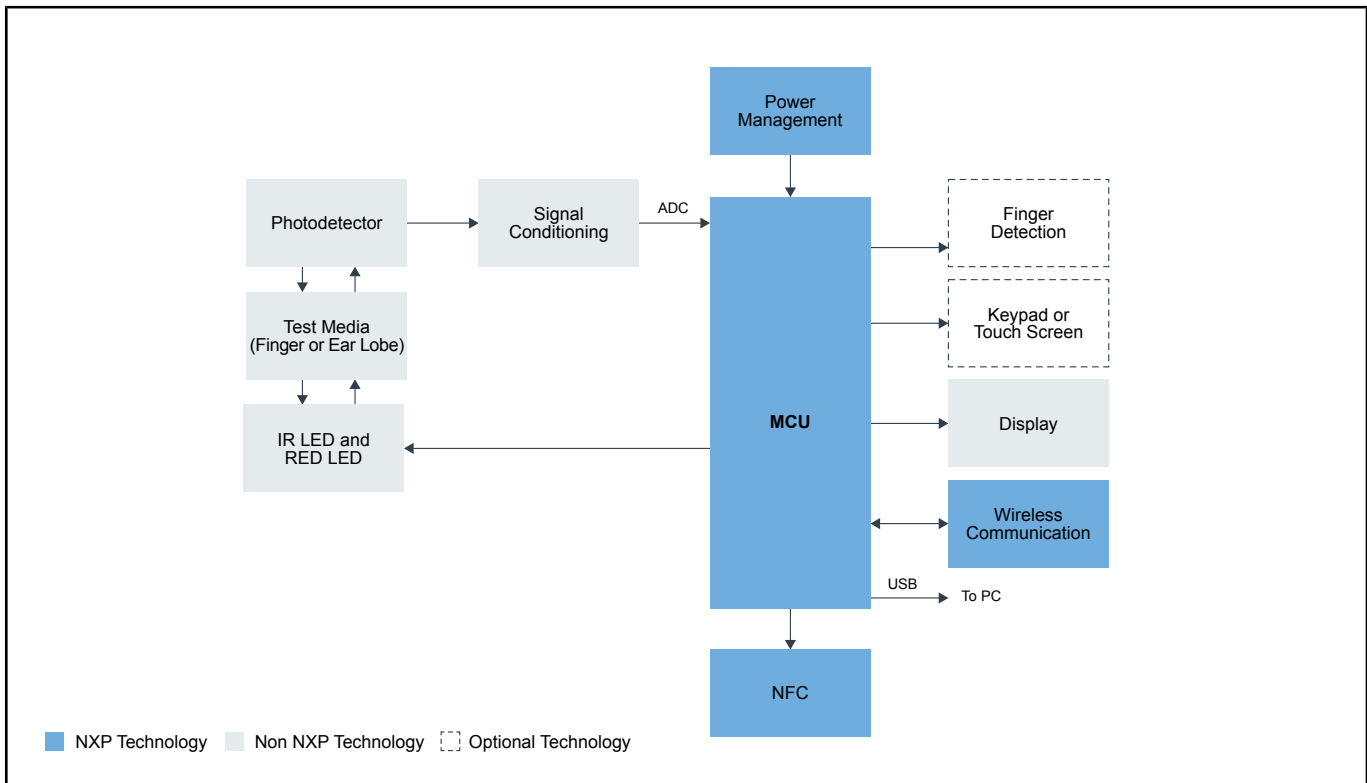 Power
Management
Photodetector
Signal
Conditioning
ADC
Finger
Detection
Test Media
(Finger or Ear Lobe)
Keypad or
Touch Screen
IR LED and
RED LED
MCU
Display
Wireless
Communication
USB
To PC
NFC
NXP Technology
Non NXP Technology
Optional Technology